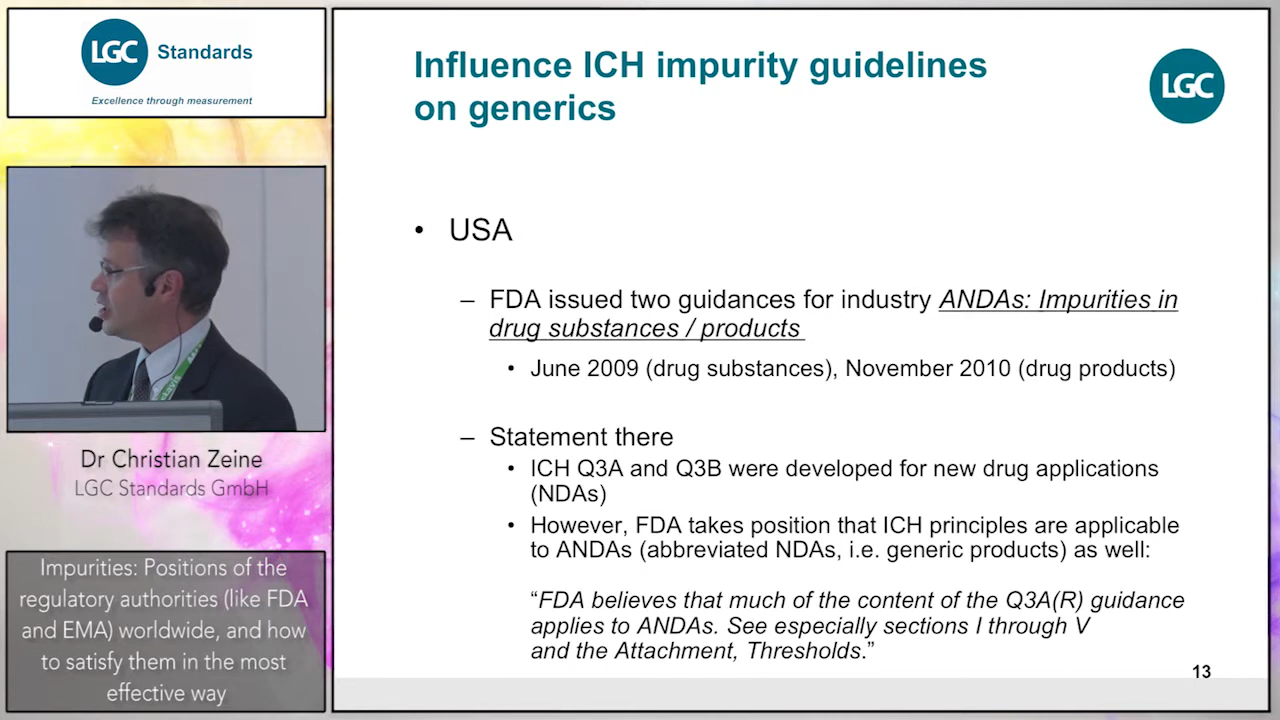 LGC Standards
Excellence through measurement
Dr Christian Zeine
LGC Standards GmbH
Impurities: Positions of the
regulatory authorities (like FDA
and EMA) worldwide, and how
to satisfy them in the most
effective way
Influence ICH impurity guidelines
on generics
LGC
• USA
– FDA issued two guidances for industry ANDAs: Impurities in
drug substances / products
• June 2009 (drug substances), November 2010 (drug products)
– Statement there
• ICH Q3A and Q3B were developed for new drug applications
(NDAs)
• However, FDA takes position that ICH principles are applicable
to ANDAs (abbreviated NDAs, i.e. generic products) as well:
“FDA believes that much of the content of the Q3A(R) guidance
applies to ANDAs. See especially sections I through V
and the Attachment, Thresholds.”
13